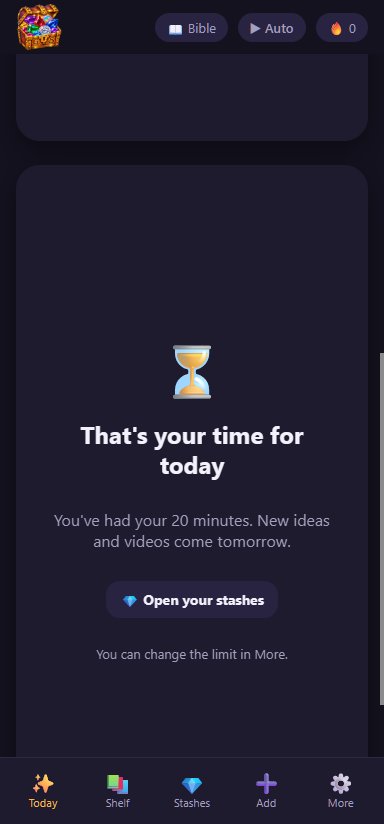 Bible
Auto
0
That's your time for
today
You've had your 20 minutes. New ideas
and videos come tomorrow.
Open your stashes
You can change the limit in More.
Today
Shelf
Stashes
Add
More